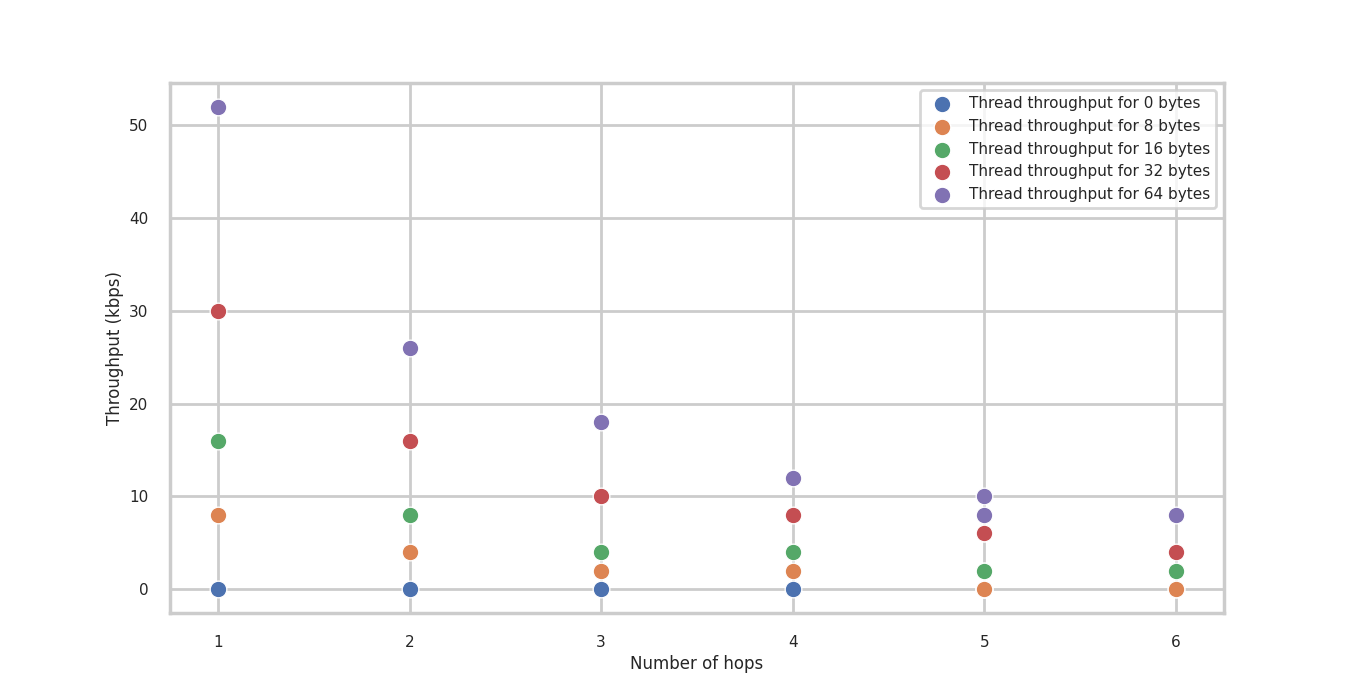 Thread throughput for 0 bytes
Thread throughput for 8 bytes
Thread throughput for 16 bytes
Thread throughput for 32 bytes
Thread throughput for 64 bytes
Throughput (kbps)
50
40
30
20
10
0
1 2 3 4 5 6
Number of hops